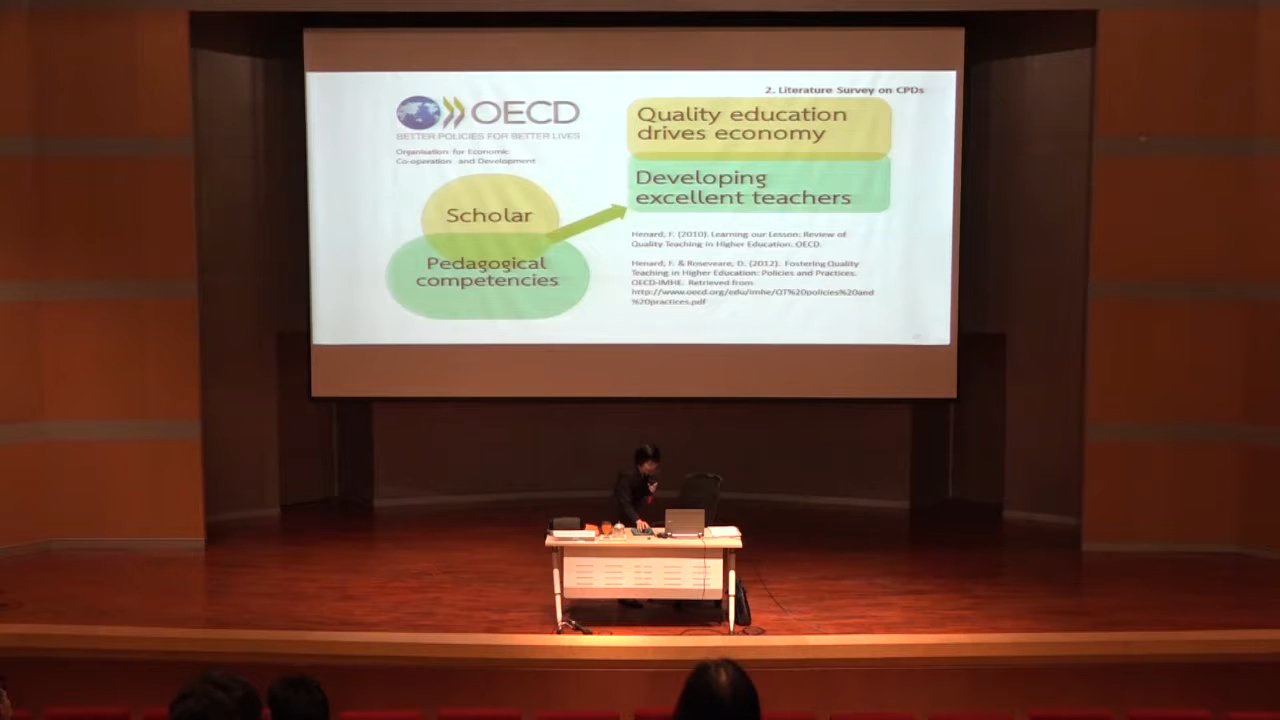 2. Literature Survey on CPDs
OECD
BETTER POLICIES FOR BETTER LIVES
Organisation for Economic
Co-operation and Development
Quality education
drives economy
Developing
excellent teachers
Scholar
Pedagogical
competencies
Henard, F. (2010). Learning our Lesson: Review of
Quality Teaching in Higher Education. OECD.
Henard, F. & Roseveare, D. (2012). Fostering Quality
Teaching in Higher Education: Policies and Practices.
OECD-IMHE. Retrieved from
http://www.oecd.org/edu/imhe/QT%20policies%20and
%20practices.pdf